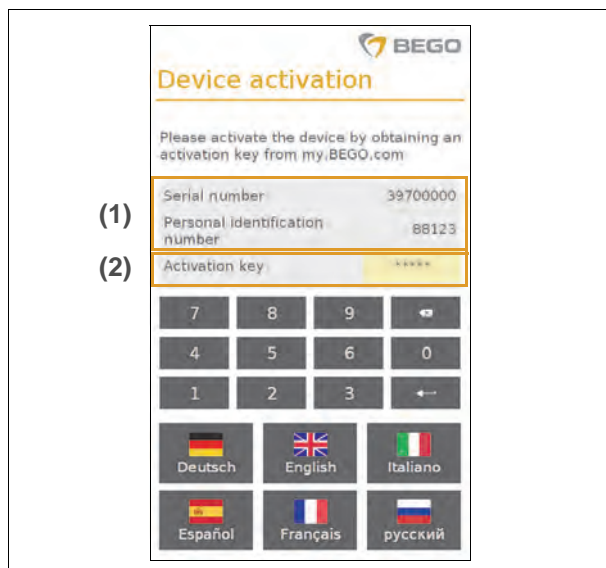 BEGO
Device activation
Please activate the device by obtaining an
activation key from my.BEGO.com
(1)
Serial number 39700000
Personal identification
number 88123
(2)
Activation key *****
7 8 9
4 5 6 0
1 2 3
Deutsch English Italiano
Español Français русский